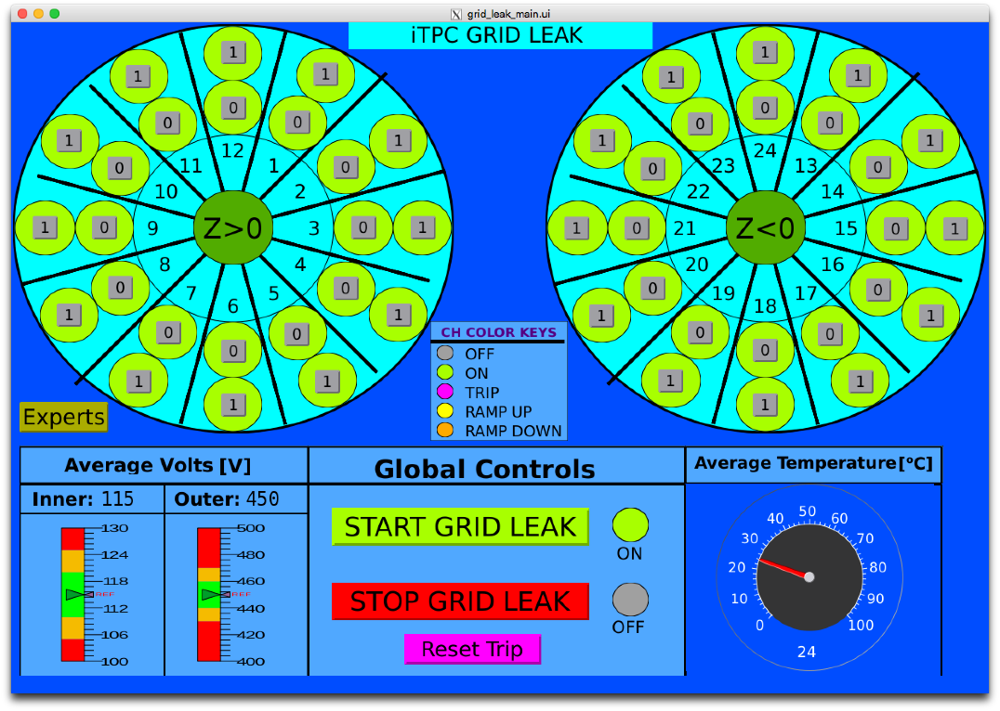 grid_leak_main.ui
iTPC GRID LEAK
1 1 1 1 1 1
0 0 0 0 0 0
1 1 0 12 0 1 1 0 24 0 1
0 11 1 0 0 23 13 0
10 2 22 14
1 0 9 Z>0 3 0 1 1 0 21 Z<0 15 0 1
8 4 20 16
0 7 6 5 0 0 19 18 17 0
1 0 0 0 1 1 0 0 0 1
1 1 1 1 1 1
CH COLOR KEYS
OFF
ON
TRIP
RAMP UP
RAMP DOWN
Experts
Average Volts [V]
Inner: 115
Outer: 450
130
124
118
REF
112
106
100
500
480
460
REF
440
420
400
Global Controls
START GRID LEAK
ON
STOP GRID LEAK
OFF
Reset Trip
Average Temperature[ºC]
0
10
20
30
40
50
60
70
80
90
100
24